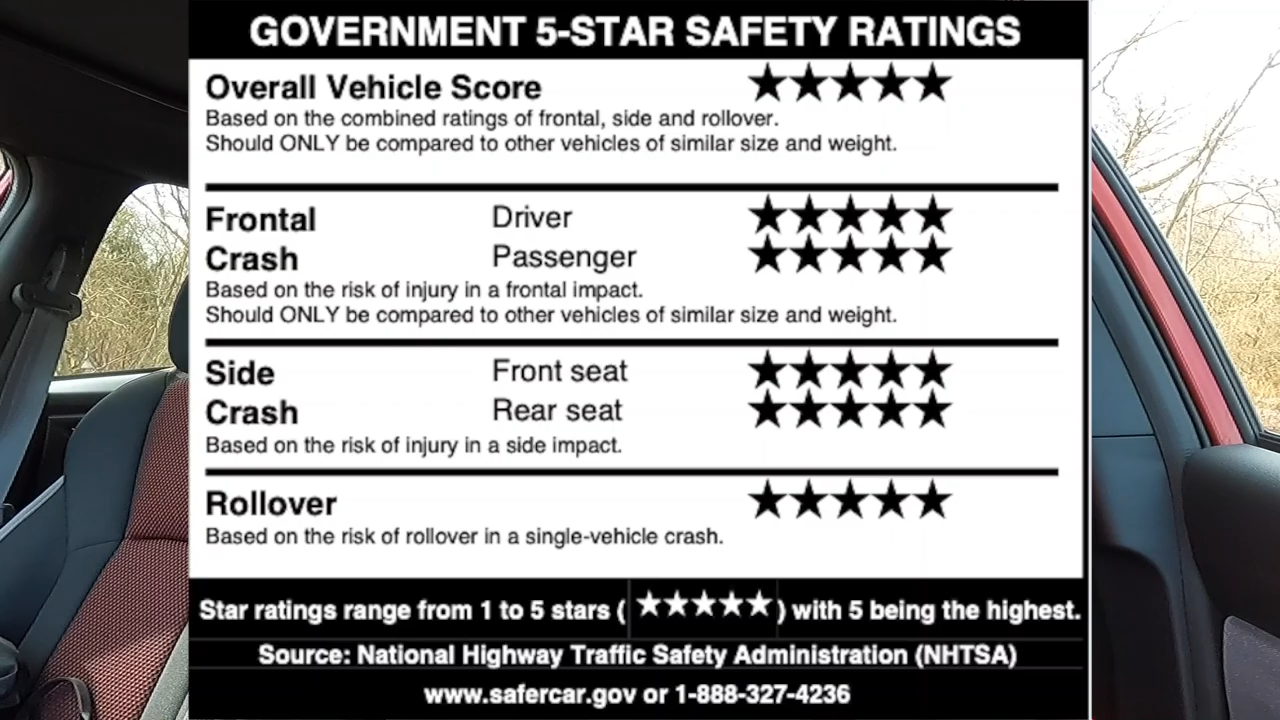 GOVERNMENT 5-STAR SAFETY RATINGS
Overall Vehicle Score ★★★★★
Based on the combined ratings of frontal, side and rollover.
Should ONLY be compared to other vehicles of similar size and weight.
Frontal Driver ★★★★★
Crash Passenger ★★★★★
Based on the risk of injury in a frontal impact.
Should ONLY be compared to other vehicles of similar size and weight.
Side Front seat ★★★★★
Crash Rear seat ★★★★★
Based on the risk of injury in a side impact.
Rollover ★★★★★
Based on the risk of rollover in a single-vehicle crash.
Star ratings range from 1 to 5 stars (★★★★★) with 5 being the highest.
Source: National Highway Traffic Safety Administration (NHTSA)
www.safercar.gov or 1-888-327-4236